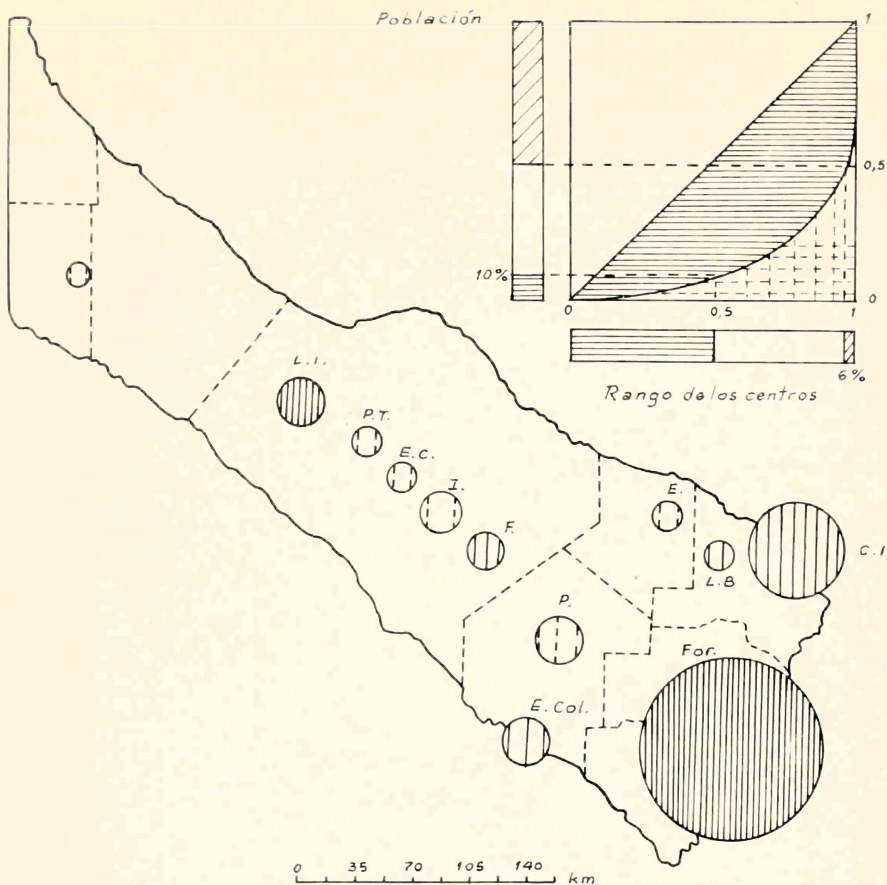 Población
1
0,5
10%
0
0 0,5 1
6%
Rango de los centros
L.I.
P.T.
E.C.
I.
F.
E.
L.B
C.I
P.
For.
E. Col.
0 35 70 105 140
km